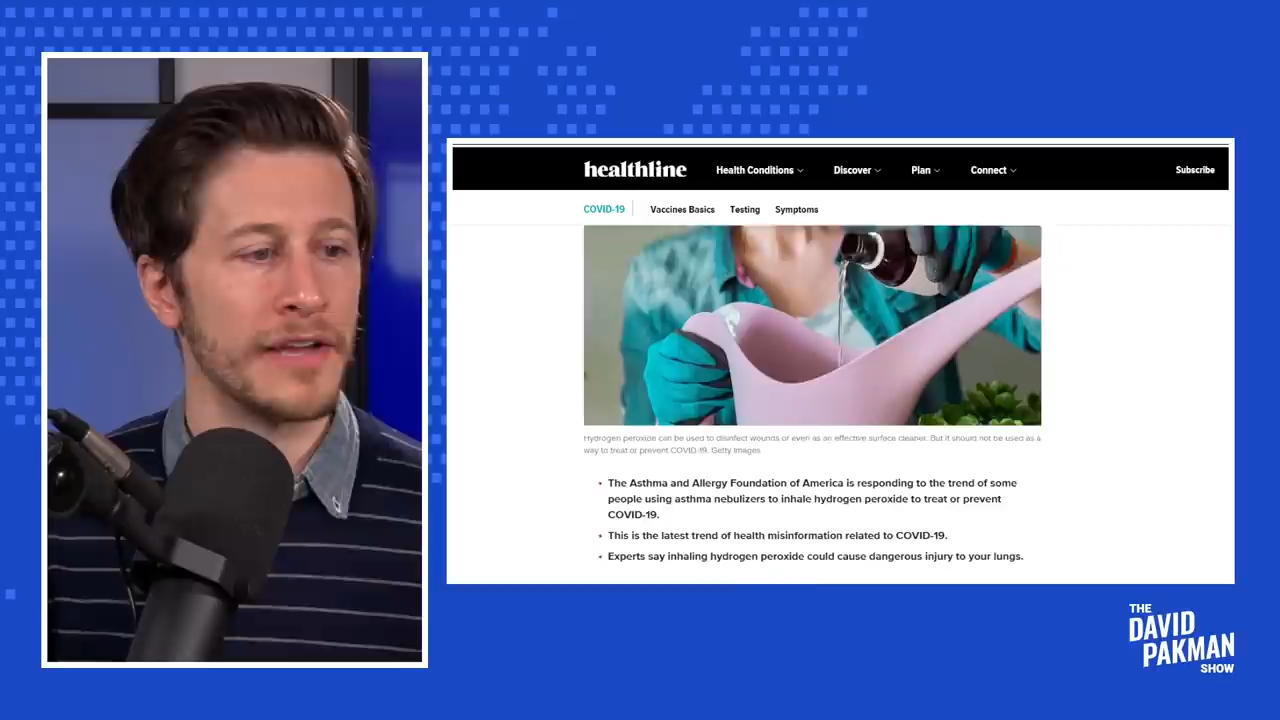 healthline
Health Conditions
Discover
Plan
Connect
Subscribe
COVID-19
Vaccines Basics
Testing
Symptoms
Hydrogen peroxide can be used to disinfect wounds or even as an effective surface cleaner. But it should not be used as a
way to treat or prevent COVID-19. Getty Images
• The Asthma and Allergy Foundation of America is responding to the trend of some
people using asthma nebulizers to inhale hydrogen peroxide to treat or prevent
COVID-19.
• This is the latest trend of health misinformation related to COVID-19.
• Experts say inhaling hydrogen peroxide could cause dangerous injury to your lungs.
THE
DAVID
PAKMAN
SHOW